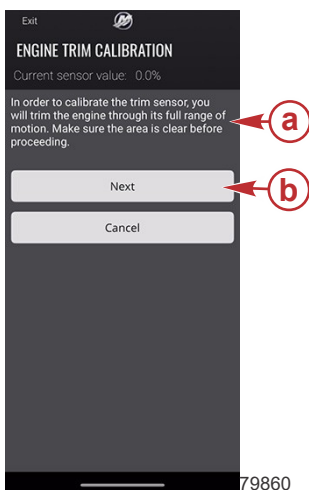 Exit
ENGINE TRIM CALIBRATION
Current sensor value: 0.0%
In order to calibrate the trim sensor, you
will trim the engine through its full range of
motion. Make sure the area is clear before
proceeding.
a
Next
b
Cancel
79860